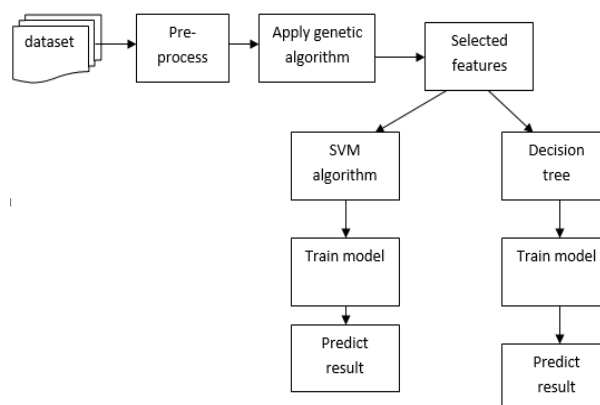 dataset
Pre-
process
Apply genetic
algorithm
Selected
features
SVM
algorithm
Decision
tree
Train model
Train model
Predict
result
Predict
result